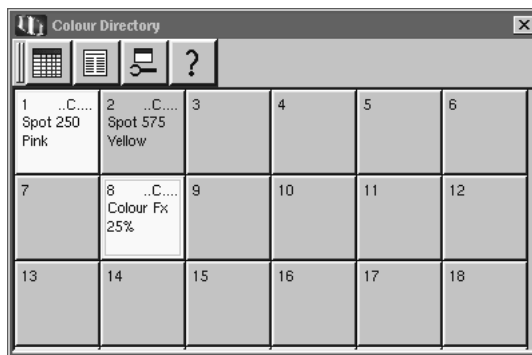 Colour Directory
?
1 ..C.... 2 ..C.... 3 4 5 6
Spot 250 Spot 575
Pink Yellow
7 8 ..C.... 9 10 11 12
Colour Fx
25%
13 14 15 16 17 18